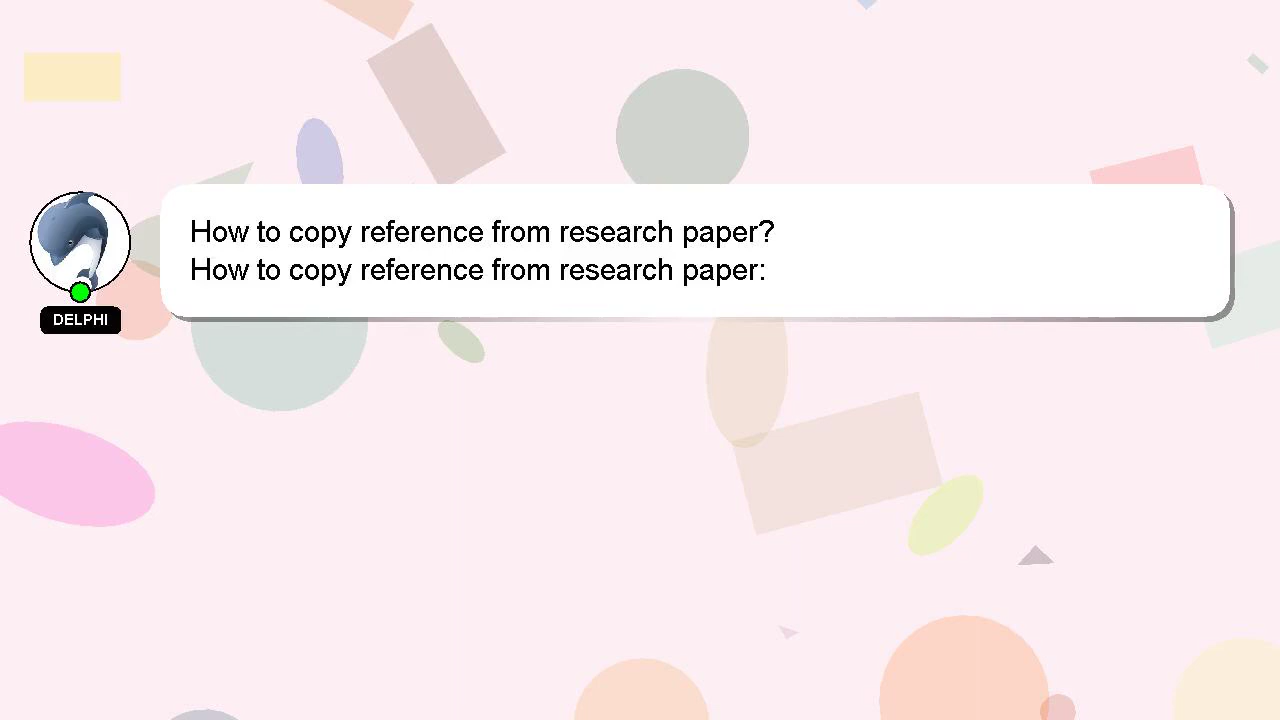 How to copy reference from research paper?
How to copy reference from research paper:
DELPHI